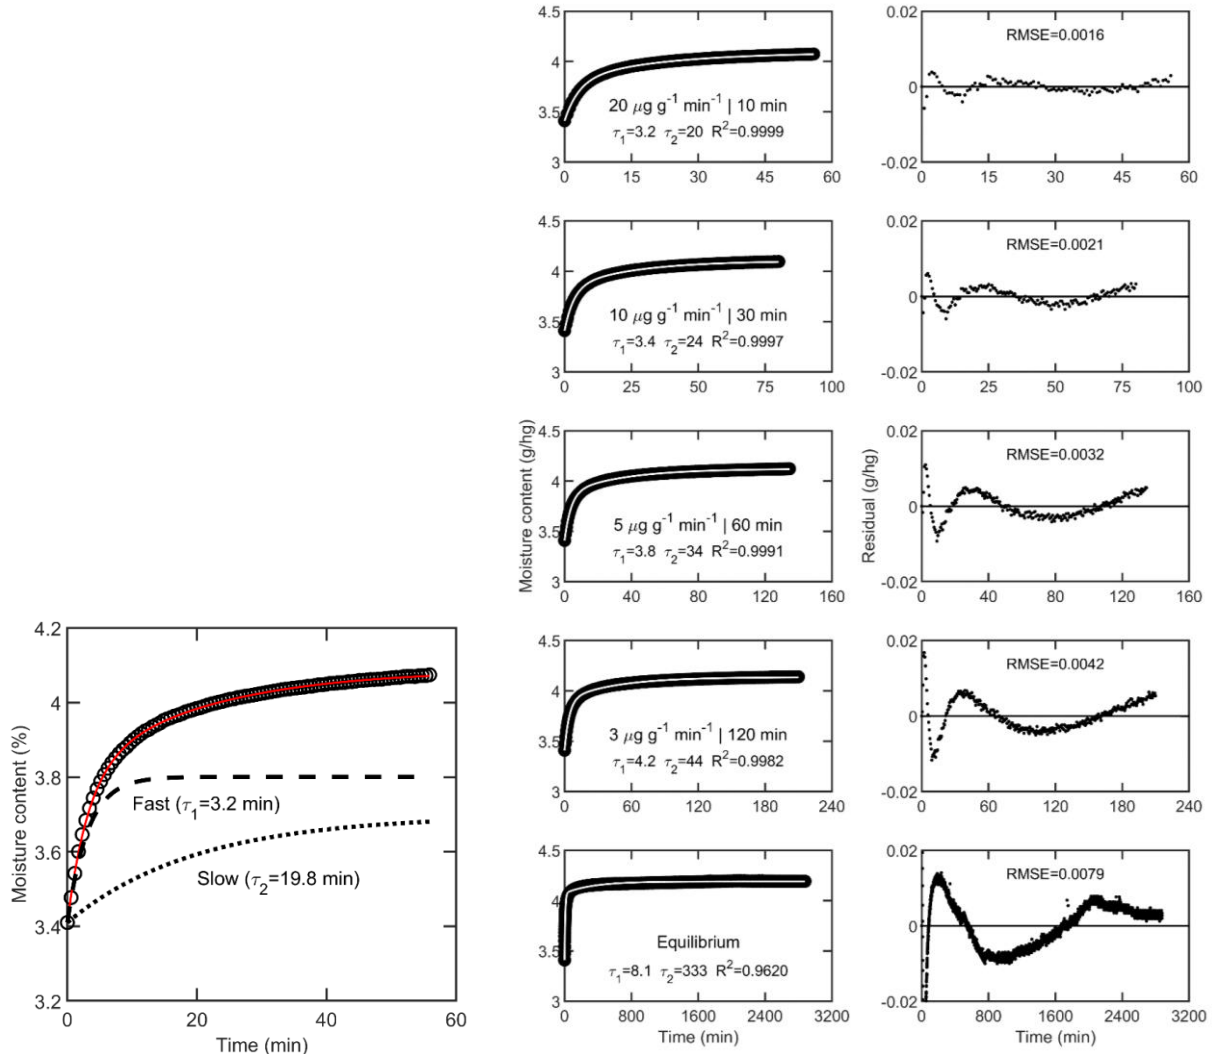 4.2
4
3.8
3.6
3.4
3.2
Moisture content (%)
Fast (τ1=3.2 min)
Slow (τ2=19.8 min)
0 20 40 60
Time (min)
4.5
4
3.5
3
20 μg g⁻¹ min⁻¹ | 10 min
τ1=3.2 τ2=20 R²=0.9999
0 15 30 45 60
0.02
0
-0.02
RMSE=0.0016
0 15 30 45 60
4.5
4
3.5
3
10 μg g⁻¹ min⁻¹ | 30 min
τ1=3.4 τ2=24 R²=0.9997
0 25 50 75 100
0.02
0
-0.02
RMSE=0.0021
0 25 50 75 100
Moisture content (g/hg)
4.5
4
3.5
3
5 μg g⁻¹ min⁻¹ | 60 min
τ1=3.8 τ2=34 R²=0.9991
0 40 80 120 160
Residual (g/hg)
0.02
0
-0.02
RMSE=0.0032
0 40 80 120 160
4.5
4
3.5
3
3 μg g⁻¹ min⁻¹ | 120 min
τ1=4.2 τ2=44 R²=0.9982
0 60 120 180 240
0.02
0
-0.02
RMSE=0.0042
0 60 120 180 240
4.5
4
3.5
3
Equilibrium
τ1=8.1 τ2=333 R²=0.9620
0 800 1600 2400 3200
Time (min)
0.02
0
-0.02
RMSE=0.0079
0 800 1600 2400 3200
Time (min)